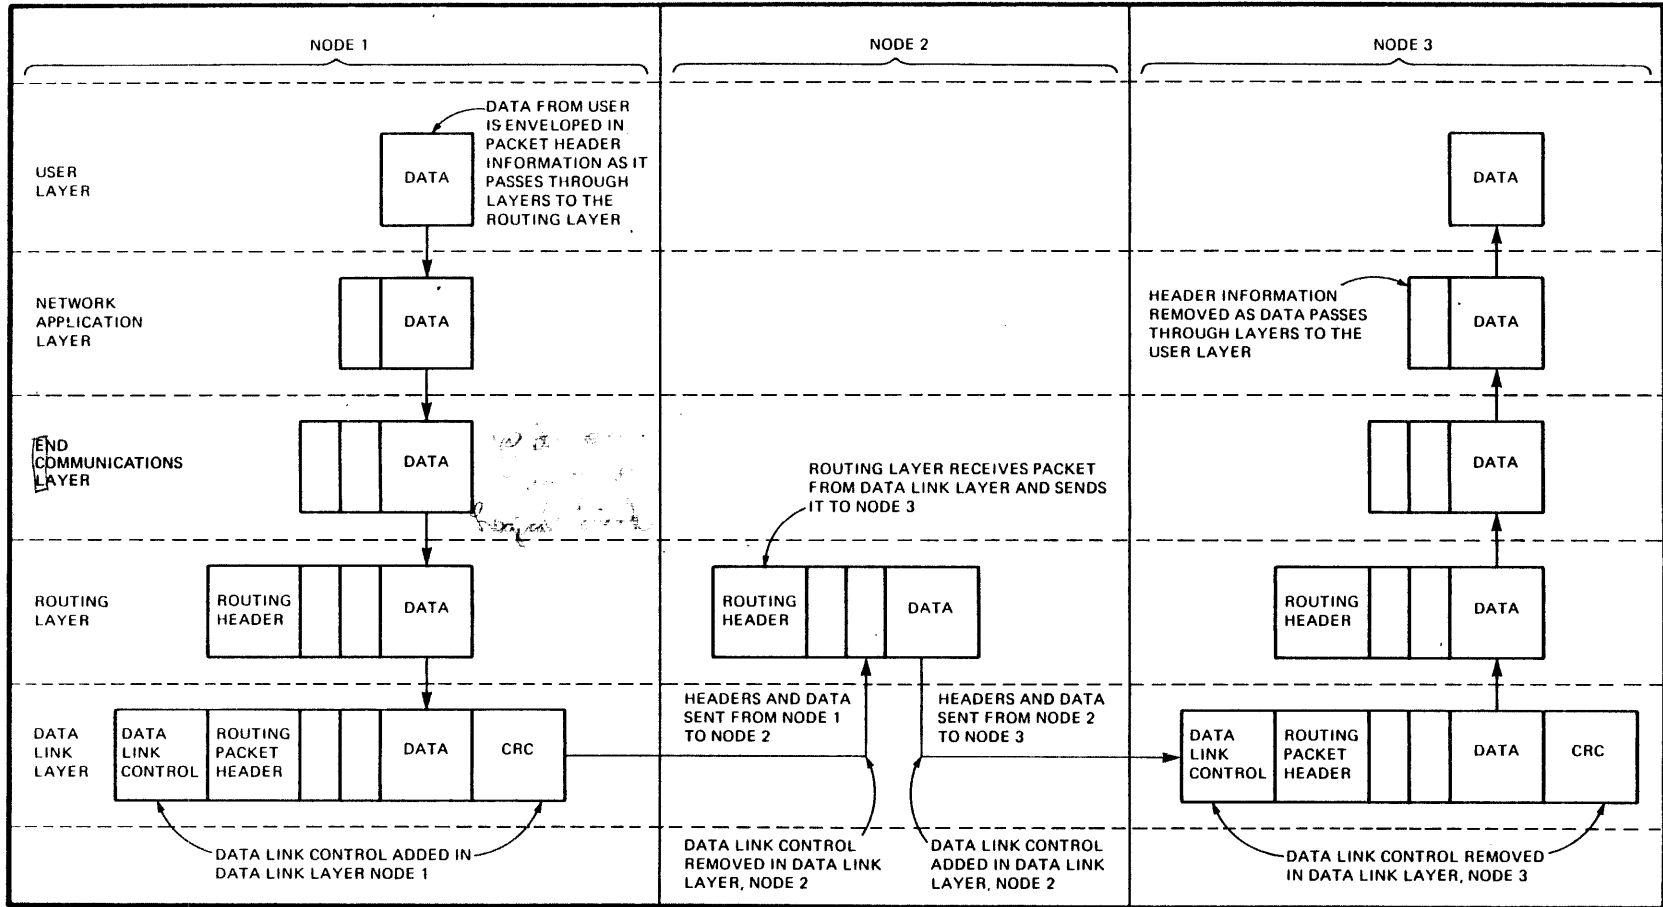 NODE 1
NODE 2
NODE 3
USER
LAYER
DATA
DATA FROM USER
IS ENVELOPED IN
PACKET HEADER
INFORMATION AS IT
PASSES THROUGH
LAYERS TO THE
ROUTING LAYER
DATA
NETWORK
APPLICATION
LAYER
DATA
HEADER INFORMATION
REMOVED AS DATA PASSES
THROUGH LAYERS TO THE
USER LAYER
DATA
END
COMMUNICATIONS
LAYER
DATA
ROUTING LAYER RECEIVES PACKET
FROM DATA LINK LAYER AND SENDS
IT TO NODE 3
DATA
ROUTING
LAYER
ROUTING
HEADER
DATA
ROUTING
HEADER
DATA
ROUTING
HEADER
DATA
DATA
LINK
LAYER
DATA
LINK
CONTROL
ROUTING
PACKET
HEADER
DATA
CRC
HEADERS AND DATA
SENT FROM NODE 1
TO NODE 2
HEADERS AND DATA
SENT FROM NODE 2
TO NODE 3
DATA
LINK
CONTROL
ROUTING
PACKET
HEADER
DATA
CRC
DATA LINK CONTROL ADDED IN
DATA LINK LAYER NODE 1
DATA LINK CONTROL
REMOVED IN DATA LINK
LAYER, NODE 2
DATA LINK CONTROL
ADDED IN DATA LINK
LAYER, NODE 2
DATA LINK CONTROL REMOVED
IN DATA LINK LAYER, NODE 3